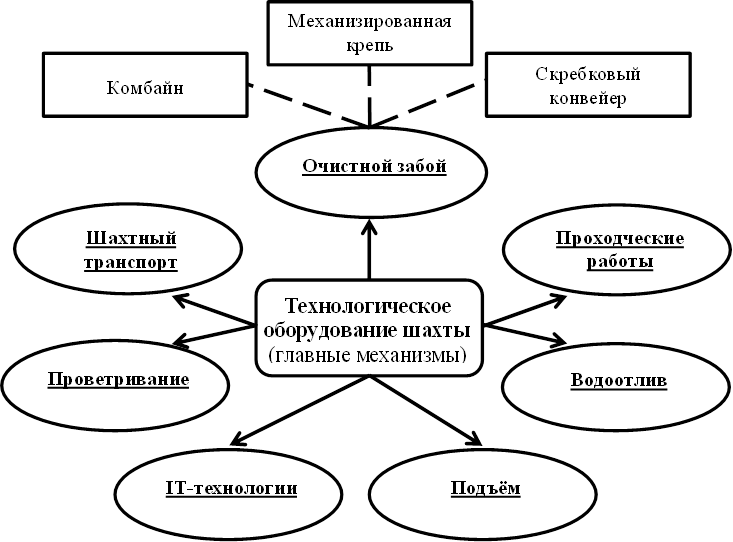 Механизированная
крепь
Комбайн
Скребковый
конвейер
Очистной забой
Шахтный
транспорт
Проходческие
работы
Технологическое
оборудование шахты
(главные механизмы)
Проветривание
Водоотлив
IT-технологии
Подъём